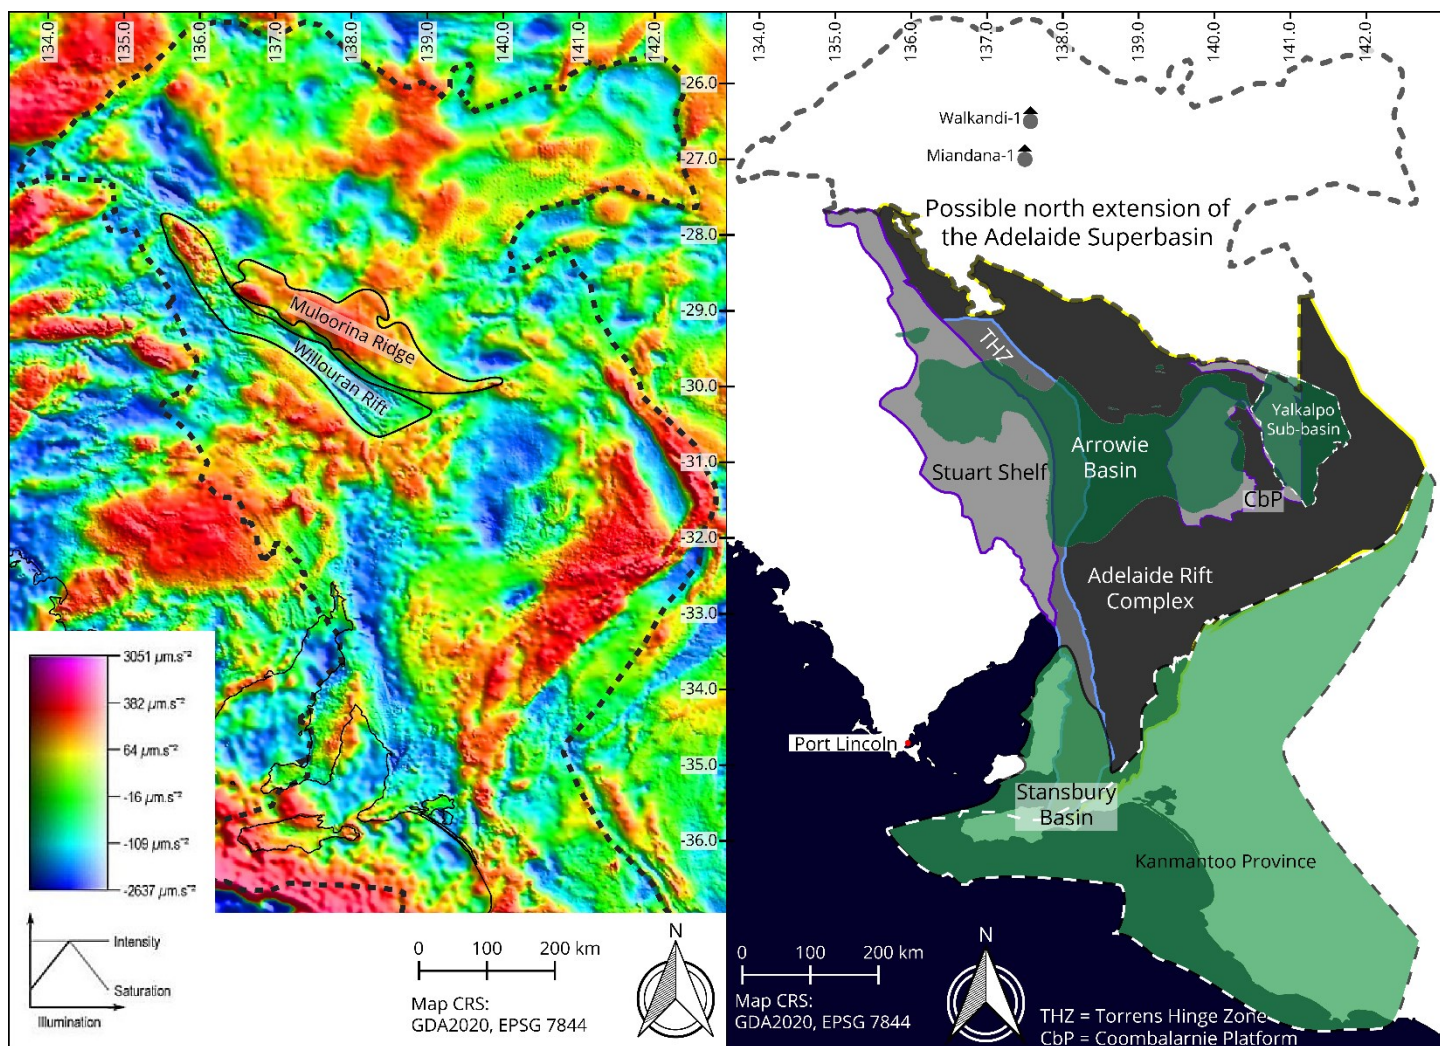 134.0
135.0
136.0
137.0
138.0
139.0
140.0
141.0
142.0
-26.0
-27.0
-28.0
-29.0
-30.0
-31.0
-32.0
-33.0
-34.0
-35.0
-36.0
Muloorina Ridge
Willouran Rift
3051 µm.s⁻²
382 µm.s⁻²
64 µm.s⁻²
-16 µm.s⁻²
-109 µm.s⁻²
-2637 µm.s⁻²
Intensity
Saturation
Illumination
0 100 200 km
Map CRS:
GDA2020, EPSG 7844
N
134.0
135.0
136.0
137.0
138.0
139.0
140.0
141.0
142.0
Walkandi-1
Miandana-1
Possible north extension of
the Adelaide Superbasin
THZ
Yalkalpo
Sub-basin
Arrowie
Basin
Stuart Shelf
CbP
Adelaide Rift
Complex
Port Lincoln
Stansbury
Basin
Kanmantoo Province
0 100 200 km
Map CRS:
GDA2020, EPSG 7844
N
THZ = Torrens Hinge Zone
CbP = Coombalarnie Platform